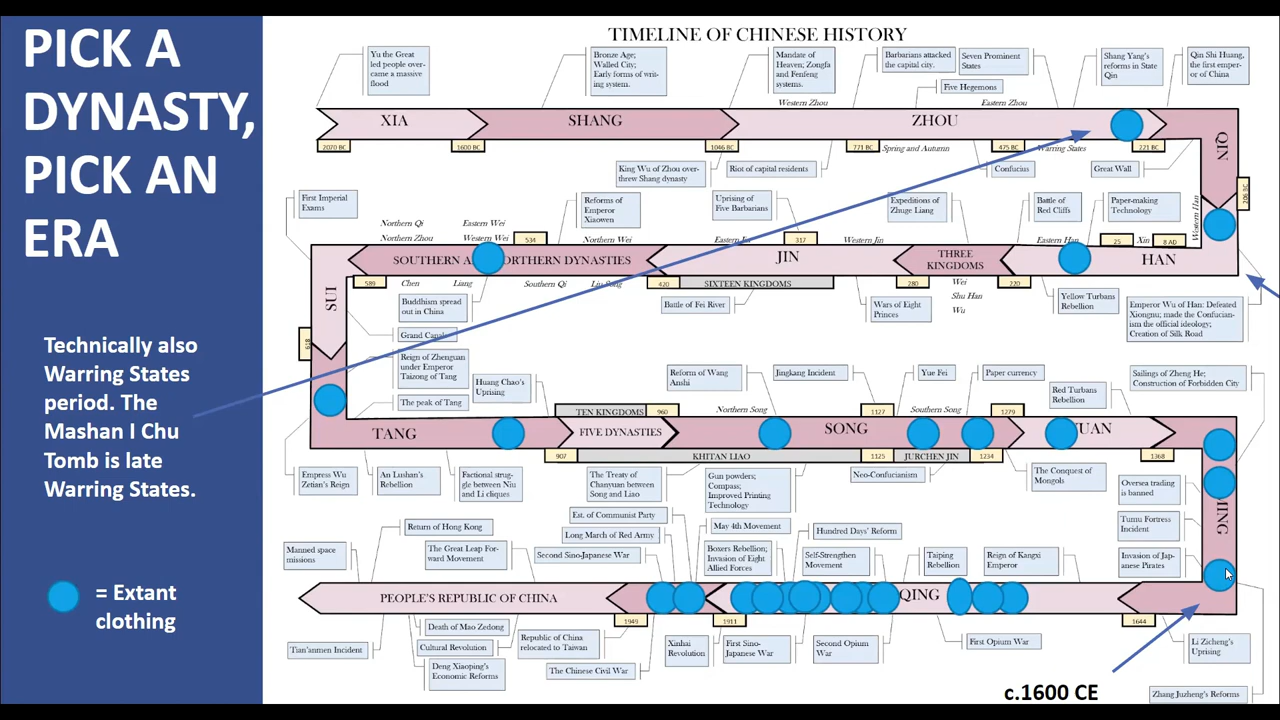 PICK A
DYNASTY,
PICK AN
ERA
Technically also
Warring States
period. The
Mashan I Chu
Tomb is late
Warring States.
= Extant
clothing
TIMELINE OF CHINESE HISTORY
Yu the Great
led people over-
came a massive
flood
Bronze Age;
Walled City;
Early forms of writ-
ing system.
Mandate of
Heaven; Zongfa
and Fenfeng
systems.
Barbarians attacked
the capital city.
Seven Prominent
States
Five Hegemons
Shang Yang's
reforms in State
Qin
Qin Shi Huang,
the first emper-
or of China
Western Zhou
Eastern Zhou
XIA
SHANG
ZHOU
QIN
2070 BC
1600 BC
1046 BC
771 BC
Spring and Autumn
475 BC
Warring States
221 BC
206 BC
King Wu of Zhou over-
threw Shang dynasty
Riot of capital residents
Confucius
Great Wall
First Imperial
Exams
Reforms of
Emperor
Xiaowen
Uprising of
Five Barbarians
Expeditions of
Zhuge Liang
Battle of
Red Cliffs
Paper-making
Technology
Western Han
Northern Qi
Eastern Wei
Northern Zhou
Western Wei
534
Northern Wei
317
Western Jin
Eastern Han
25
Xin
8 AD
SUI
JIN
THREE
KINGDOMS
HAN
589
Chen
Liang
Southern Qi
420
SIXTEEN KINGDOMS
280
Wei
Shu Han
Wu
220
Buddhism spread
out in China
Battle of Fei River
Wars of Eight
Princes
Yellow Turbans
Rebellion
Emperor Wu of Han: Defeated
Xiongnu; made the Confucian-
ism the official ideology;
Creation of Silk Road
618
Reign of Zhenguan
under Emperor
Taizong of Tang
The peak of Tang
Huang Chao's
Uprising
Reform of Wang
Anshi
Jingkang Incident
Yue Fei
Paper currency
Red Turbans
Rebellion
Sailings of Zheng He;
Construction of Forbidden City
TEN KINGDOMS
960
Northern Song
1127
Southern Song
1279
TANG
FIVE DYNASTIES
SONG
907
KHITAN LIAO
1125
JURCHEN JIN
1234
1368
MING
Empress Wu
Zetian's Reign
An Lushan's
Rebellion
Factional strug-
gle between Niu
and Li cliques
The Treaty of
Chanyuan between
Song and Liao
Gun powders;
Compass;
Improved Printing
Technology
Neo-Confucianism
The Conquest of
Mongols
Oversea trading
is banned
Tumu Fortress
Incident
Invasion of Jap-
anese Pirates
Manned space
missions
Return of Hong Kong
The Great Leap For-
ward Movement
Est. of Communist Party
Long March of Red Army
Second Sino-Japanese War
May 4th Movement
Boxers Rebellion;
Invasion of Eight
Allied Forces
Hundred Days' Reform
Self-Strengthen
Movement
Taiping
Rebellion
Reign of Kangxi
Emperor
PEOPLE'S REPUBLIC OF CHINA
QING
1949
1911
1644
Tian'anmen Incident
Death of Mao Zedong
Cultural Revolution
Deng Xiaoping's
Economic Reforms
Republic of China
relocated to Taiwan
The Chinese Civil War
Xinhai
Revolution
First Sino-
Japanese War
Second Opium
War
First Opium War
Li Zicheng's
Uprising
Zhang Juzheng's Reforms
c.1600 CE